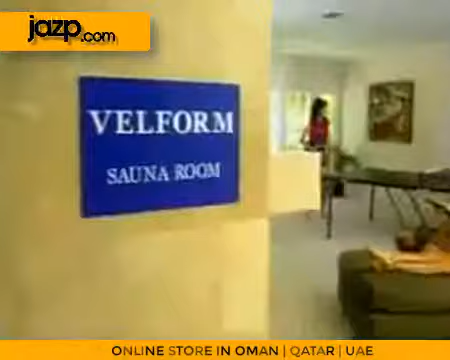 jazp.com
VELFORM
SAUNA ROOM
ONLINE STORE IN OMAN | QATAR | UAE